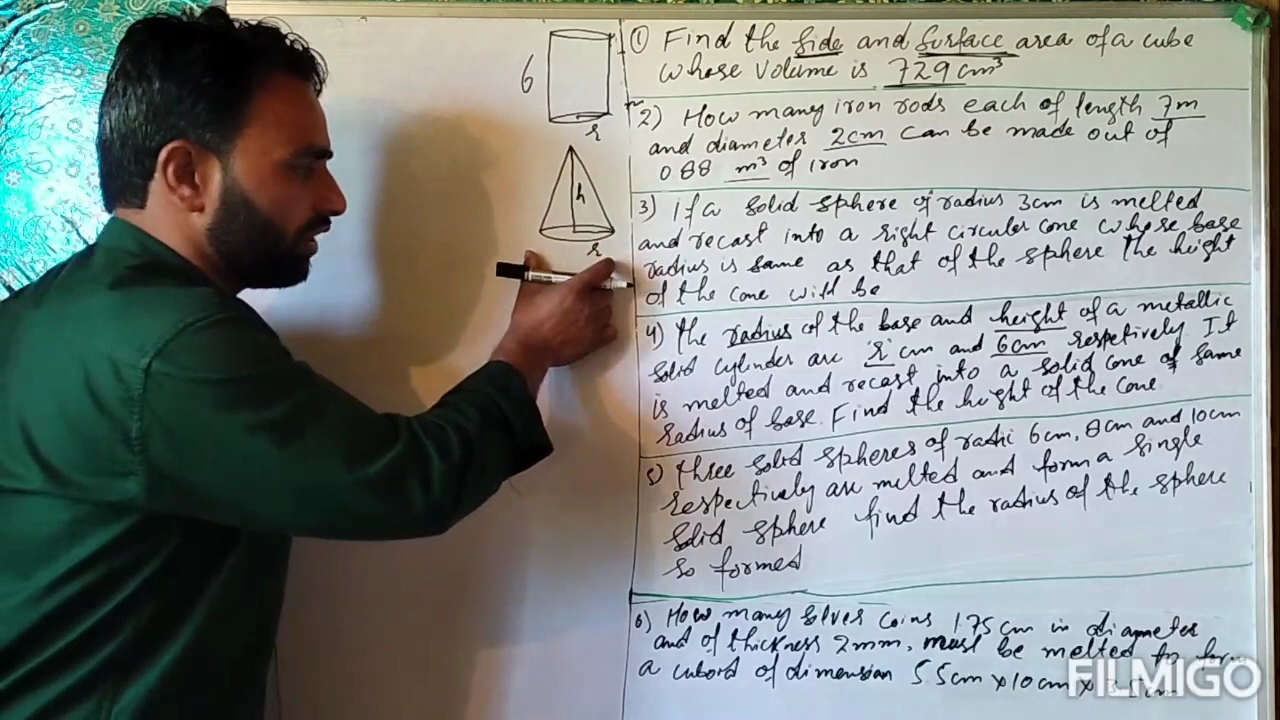 6
r
h
r
① Find the side and surface area of a cube
whose volume is 729 cm³
2) How many iron rods each of length 7m
and diameter 2cm can be made out of
088 m³ of iron
3) If a solid sphere of radius 3cm is melted
and recast into a right circular cone whose base
radius is same as that of the sphere the height
of the cone will be
4) the radius of the base and height of a metallic
solid cylinder are 'r' cm and 6cm respetively It
is melted and recast into a solid cone of same
radius of base. Find the height of the cone
5) three solid spheres of radic 6cm, 8cm and 10cm
respectively are melted and form a single
solid sphere find the radius of the sphere
so formed
6) How many silver coins 1.75 cm in diameter
and of thickness 2mm, must be melted to form
a cuboid of dimension 5.5cm x 10cm x 3.5cm
FILMIGO